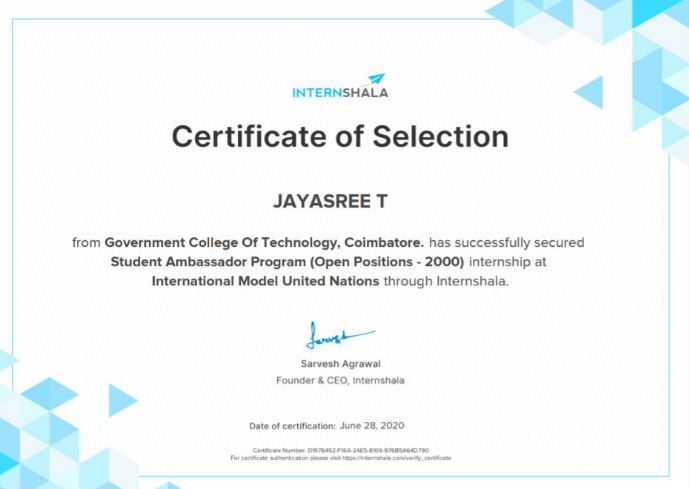 INTERNSHALA
Certificate of Selection
JAYASREE T
from Government College Of Technology, Coimbatore. has successfully secured
Student Ambassador Program (Open Positions - 2000) internship at
International Model United Nations through Internshala.
Sarvesh Agrawal
Founder & CEO, Internshala
Date of certification: June 28, 2020
Certificate Number: D1976492-F16A-24E5-8109-976B5A64D790
For certificate authentication please visit https://internshala.com/verify_certificate